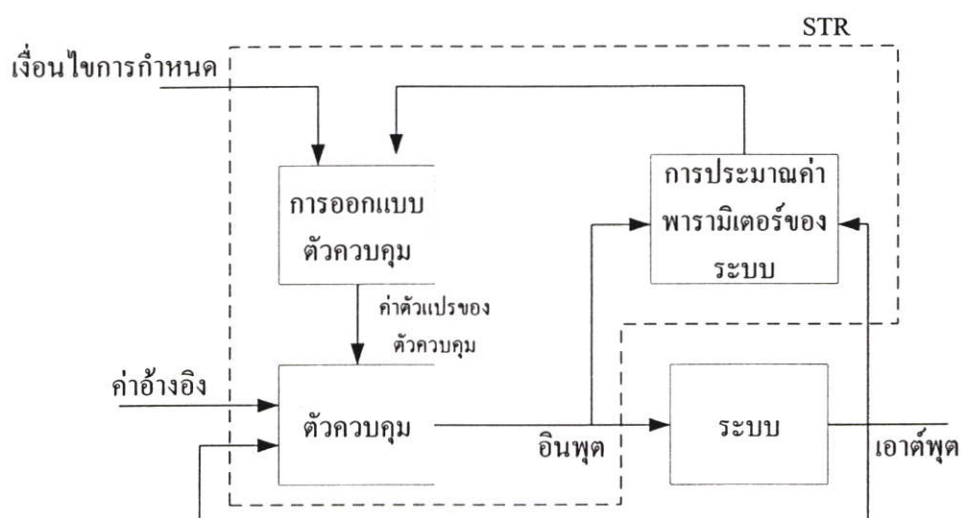 STR
เงื่อนไขการกำหนด
การออกแบบ
ตัวควบคุม
การประมาณค่า
พารามิเตอร์ของ
ระบบ
ค่าตัวแปรของ
ตัวควบคุม
ค่าอ้างอิง
ตัวควบคุม
อินพุต
ระบบ
เอาต์พุต